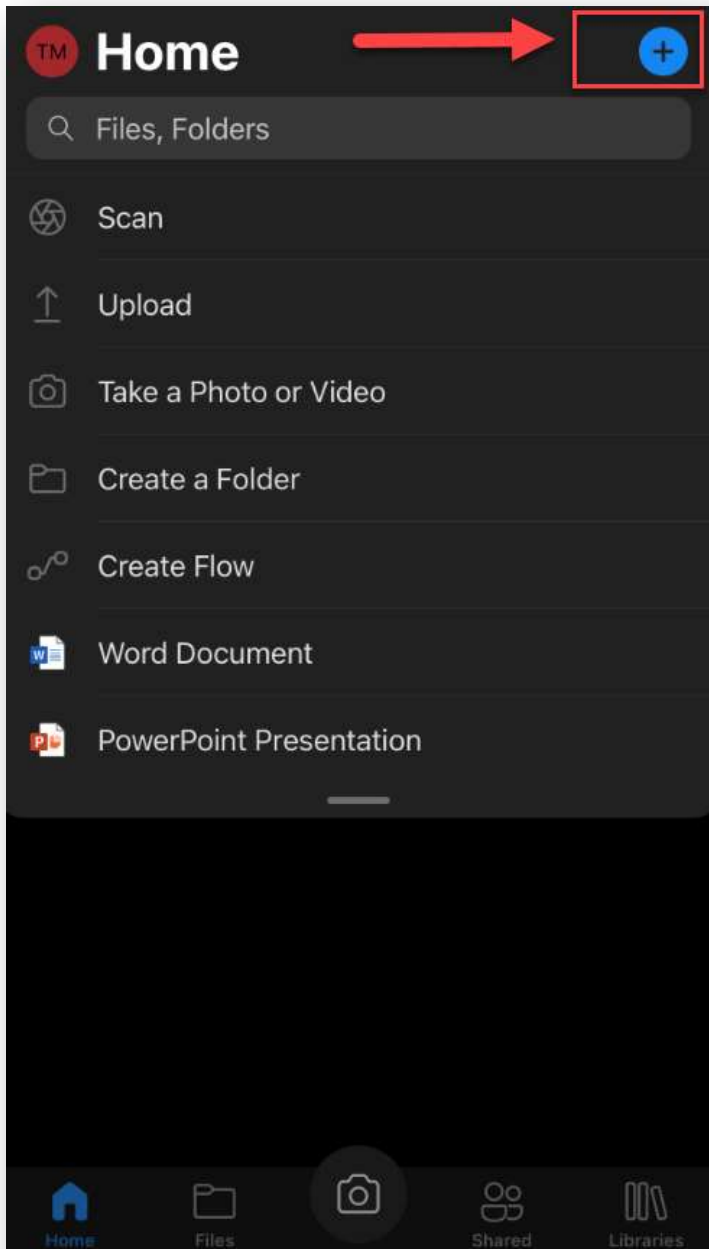 TM Home
Files, Folders
Scan
Upload
Take a Photo or Video
Create a Folder
Create Flow
W Word Document
P PowerPoint Presentation
Home Files Shared Libraries